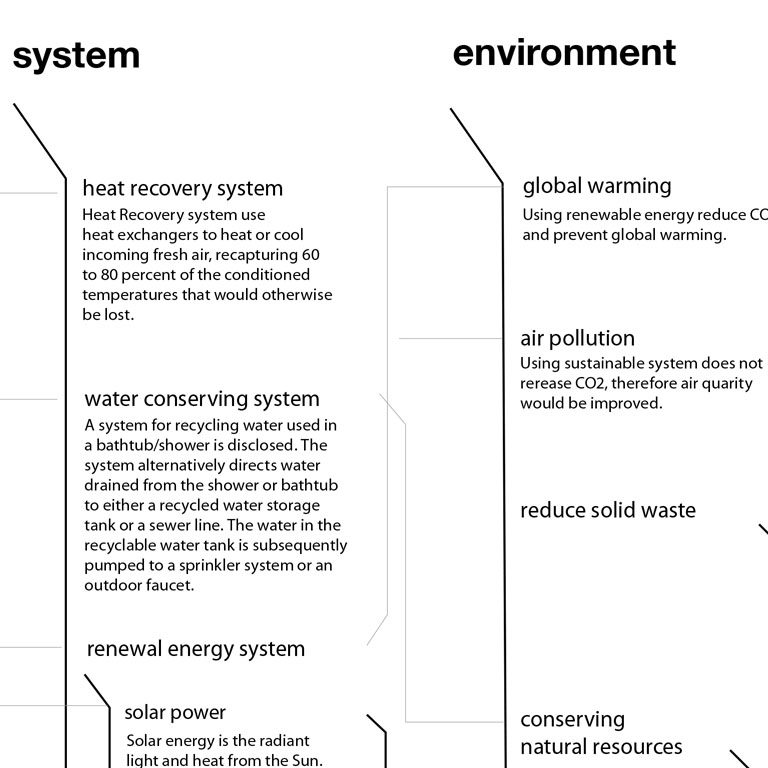 system
heat recovery system
Heat Recovery system use
heat exchangers to heat or cool
incoming fresh air, recapturing 60
to 80 percent of the conditioned
temperatures that would otherwise
be lost.
water conserving system
A system for recycling water used in
a bathtub/shower is disclosed. The
system alternatively directs water
drained from the shower or bathtub
to either a recycled water storage
tank or a sewer line. The water in the
recyclable water tank is subsequently
pumped to a sprinkler system or an
outdoor faucet.
renewal energy system
solar power
Solar energy is the radiant
light and heat from the Sun.
environment
global warming
Using renewable energy reduce CO
and prevent global warming.
air pollution
Using sustainable system does not
rerease CO2, therefore air quarity
would be improved.
reduce solid waste
conserving
natural resources